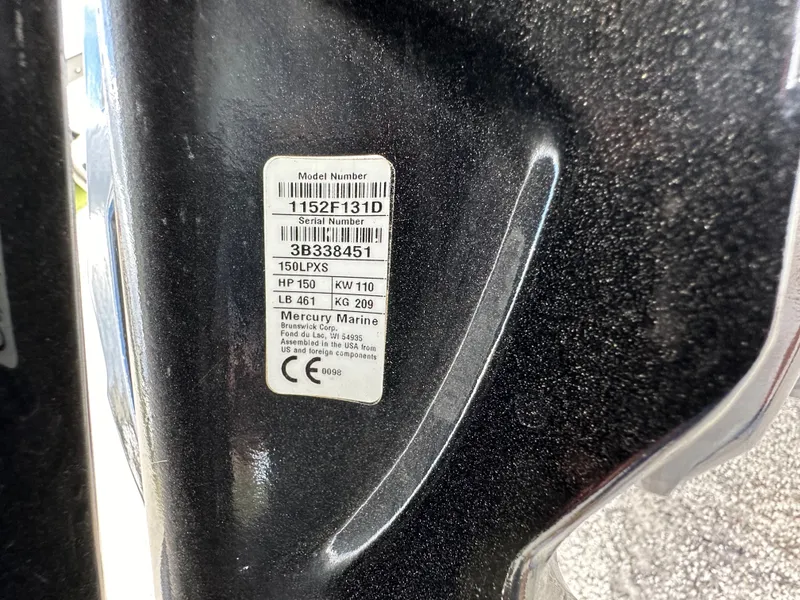 Model Number
1152F131D
Serial Number
3B338451
150LPXS
HP 150 KW 110
LB 461 KG 209
Mercury Marine
Brunswick Corp.
Fond du Lac, WI 54935
Assembled in the USA from
US and foreign components
CE 0098